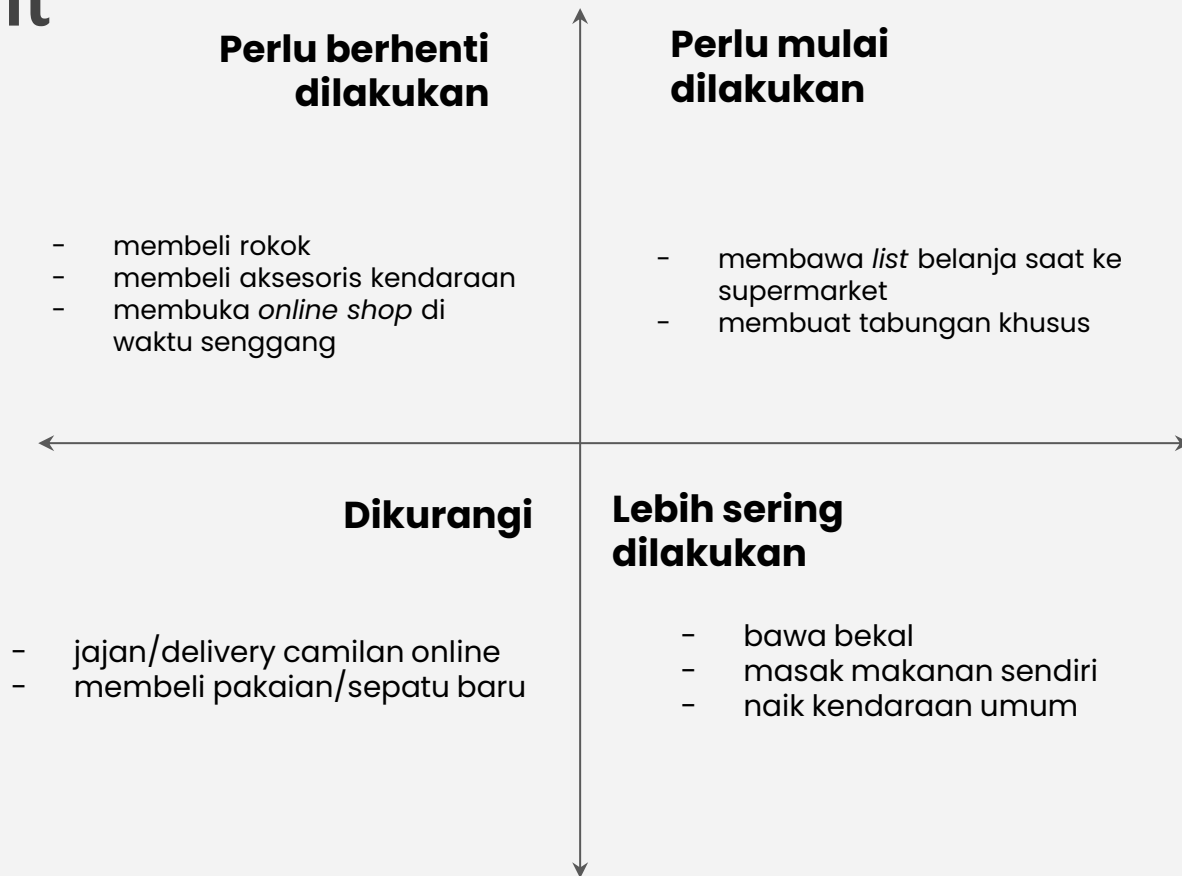 Perlu berhenti
dilakukan
- membeli rokok
- membeli aksesoris kendaraan
- membuka online shop di
waktu senggang
Perlu mulai
dilakukan
- membawa list belanja saat ke
supermarket
- membuat tabungan khusus
Dikurangi
- jajan/delivery camilan online
- membeli pakaian/sepatu baru
Lebih sering
dilakukan
- bawa bekal
- masak makanan sendiri
- naik kendaraan umum